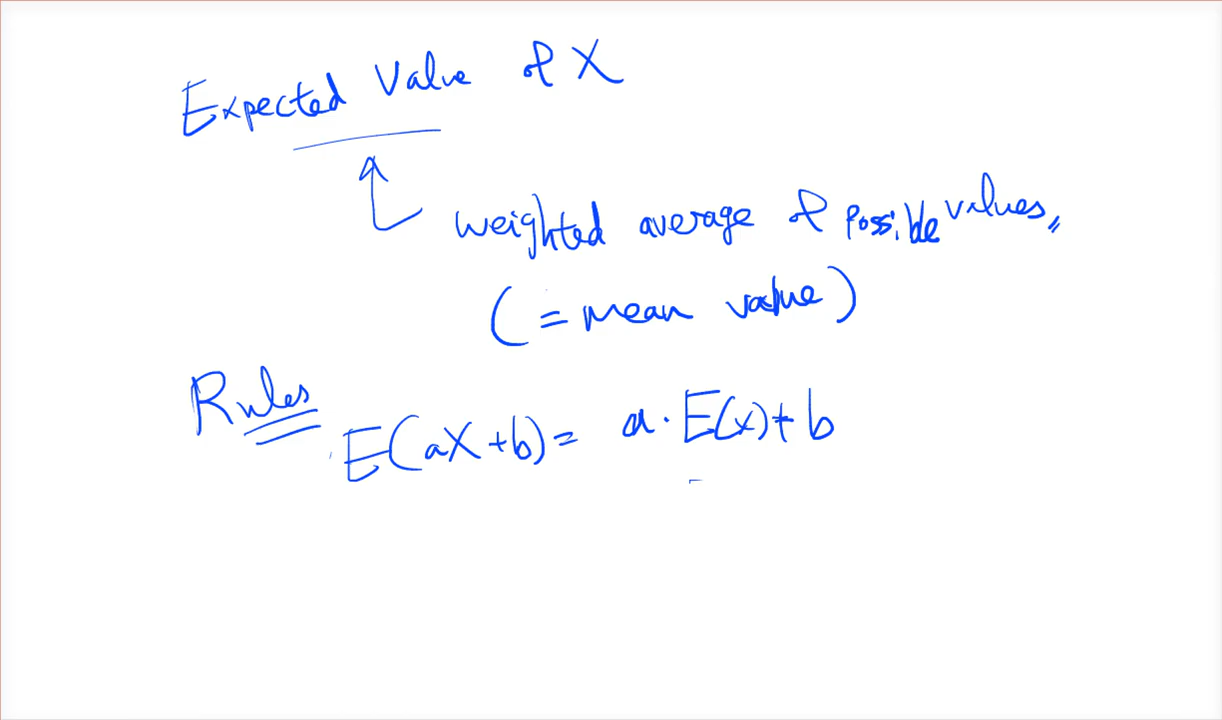 Expected Value of X
weighted average of possible values,,
(= mean value)
Rules
E(aX+b)= a. E(x)+ b